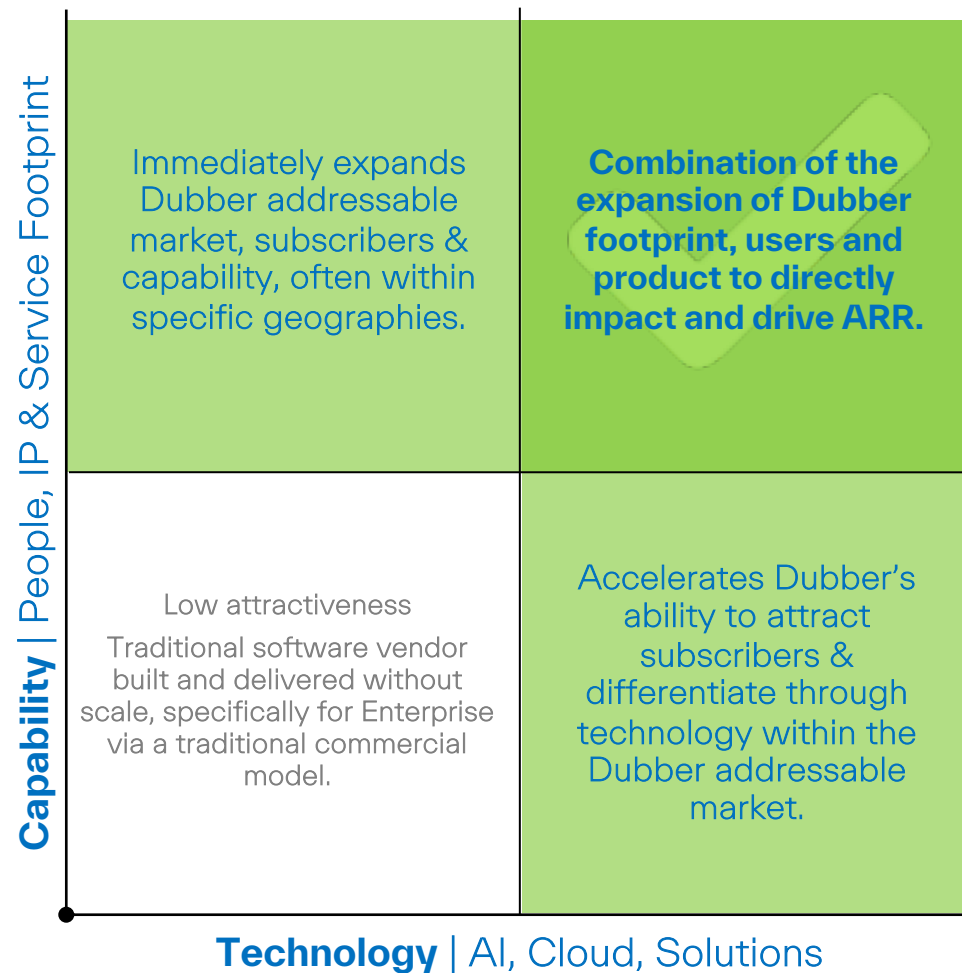 Capability | People, IP & Service Footprint
Immediately expands
Dubber addressable
market, subscribers &
capability, often within
specific geographies.
Combination of the
expansion of Dubber
footprint, users and
product to directly
impact and drive ARR.
Low attractiveness
Traditional software vendor
built and delivered without
scale, specifically for Enterprise
via a traditional commercial
model.
Accelerates Dubber’s
ability to attract
subscribers &
differentiate through
technology within the
Dubber addressable
market.
Technology | AI, Cloud, Solutions